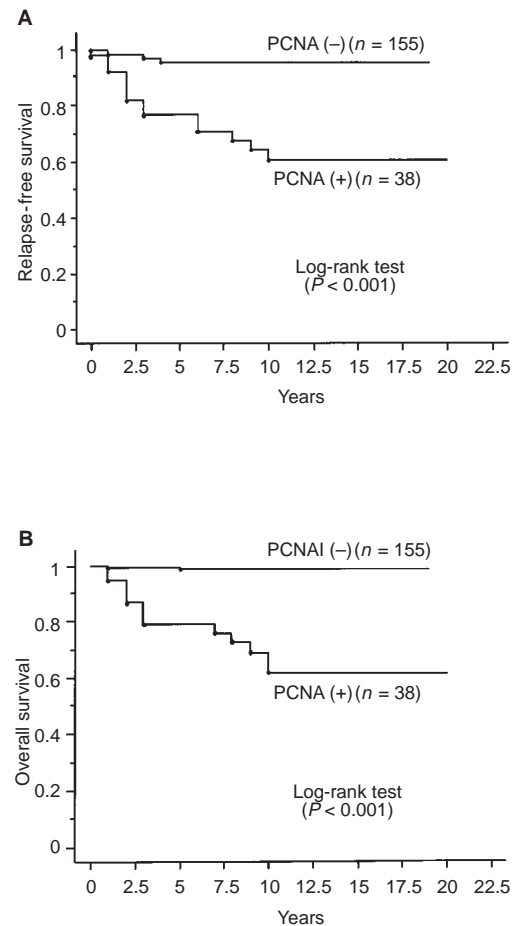 A
PCNA (–) (n = 155)
1
0.8
0.6
0.4
0.2
0
Relapse-free survival
PCNA (+) (n = 38)
Log-rank test
(P < 0.001)
0 2.5 5 7.5 10 12.5 15 17.5 20 22.5
Years
B
PCNAI (–) (n = 155)
1
0.8
0.6
0.4
0.2
0
Overall survival
PCNA (+) (n = 38)
Log-rank test
(P < 0.001)
0 2.5 5 7.5 10 12.5 15 17.5 20 22.5
Years